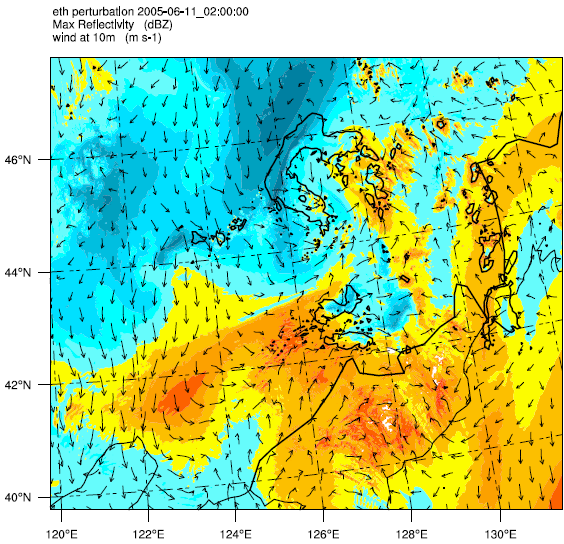 eth perturbation 2005-06-11_02:00:00
Max Reflectivity (dBZ)
wind at 10m (m s-1)
46°N
44°N
42°N
40°N
120°E 122°E 124°E 126°E 128°E 130°E